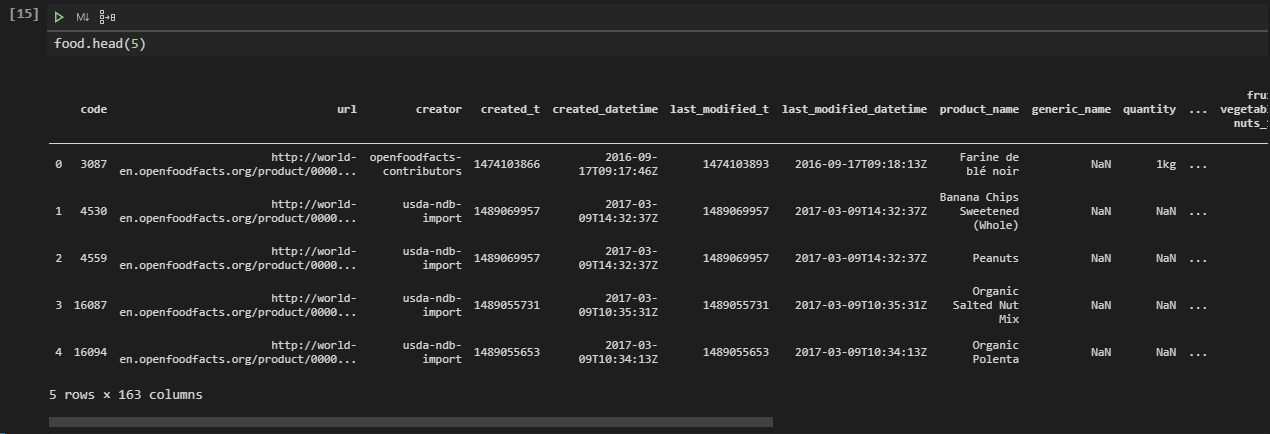 [15]
M↓
food.head(5)
code url creator created_t created_datetime last_modified_t last_modified_datetime product_name generic_name quantity ...
vegetab
nuts_
0 3087 http://world-en.openfoodfacts.org/product/0000... openfoodfacts-contributors 1474103866 2016-09-17T09:17:46Z 1474103893 2016-09-17T09:18:13Z Farine de blé noir NaN 1kg ...
1 4530 http://world-en.openfoodfacts.org/product/0000... usda-ndb-import 1489069957 2017-03-09T14:32:37Z 1489069957 2017-03-09T14:32:37Z Banana Chips Sweetened (Whole) NaN NaN ...
2 4559 http://world-en.openfoodfacts.org/product/0000... usda-ndb-import 1489069957 2017-03-09T14:32:37Z 1489069957 2017-03-09T14:32:37Z Peanuts NaN NaN ...
3 16087 http://world-en.openfoodfacts.org/product/0000... usda-ndb-import 1489055731 2017-03-09T10:35:31Z 1489055731 2017-03-09T10:35:31Z Organic Salted Nut Mix NaN NaN ...
4 16094 http://world-en.openfoodfacts.org/product/0000... usda-ndb-import 1489055653 2017-03-09T10:34:13Z 1489055653 2017-03-09T10:34:13Z Organic Polenta NaN NaN ...
5 rows × 163 columns